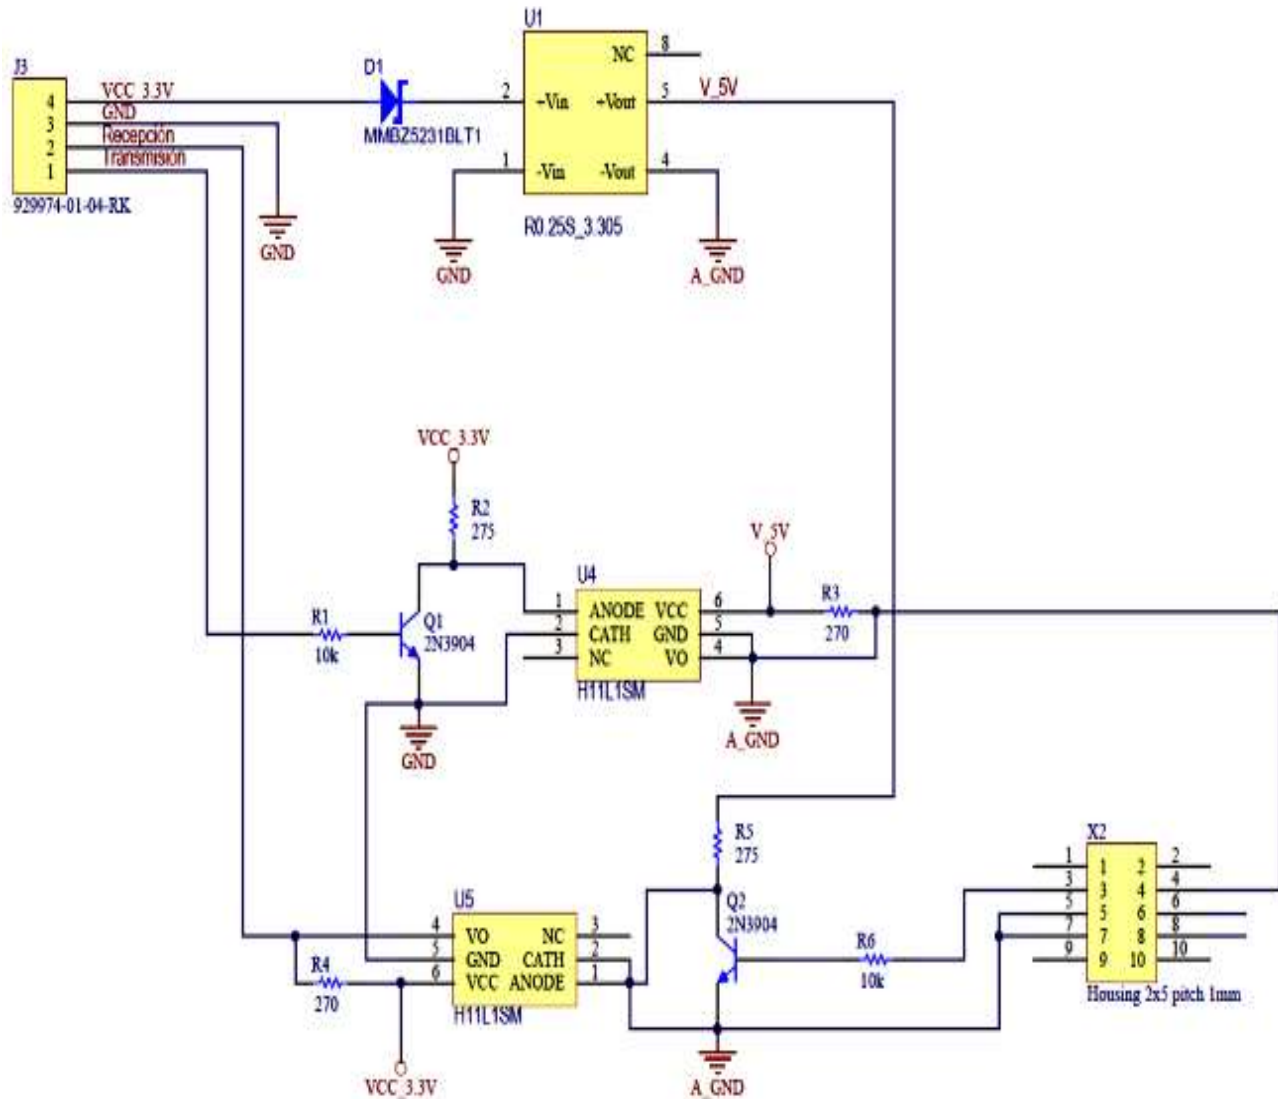 U1
NC 8
J3
D1
VCC_3.3V
4
GND
3
Recepción
2
Transmisión
1
929974-01-04-RK
MMBZ5231BLT1
2 +Vin +Vout 5 V_5V
1 -Vin -Vout 4
R0.25S_3.305
GND
GND
A_GND
VCC_3.3V
R2
275
V_5V
U4
R3
270
1 ANODE VCC 6
2 CATH GND 5
3 NC VO 4
H11L1SM
R1
10k
Q1
2N3904
GND
A_GND
R5
275
X2
1 1 2 2
3 3 4 4
5 5 6 6
7 7 8 8
9 9 10 10
Housing 2x5 pitch 1mm
Q2
2N3904
R6
10k
U5
4 VO NC 3
5 GND CATH 2
6 VCC ANODE 1
H11L1SM
R4
270
VCC_3.3V
A_GND